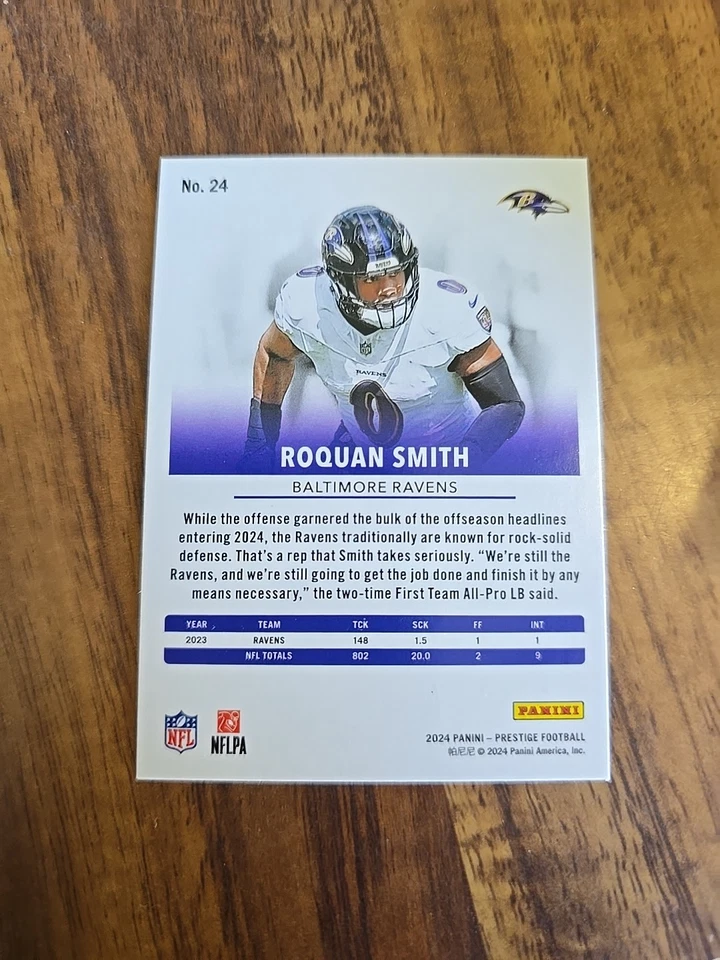 No. 24
B
RAVENS
0
0
ROQUAN SMITH
BALTIMORE RAVENS
While the offense garnered the bulk of the offseason headlines
entering 2024, the Ravens traditionally are known for rock-solid
defense. That's a rep that Smith takes seriously. "We're still the
Ravens, and we're still going to get the job done and finish it by any
means necessary," the two-time First Team All-Pro LB said.
YEAR TEAM TCK SCK FF INT
2023 RAVENS 148 1.5 1 1
NFL TOTALS 802 20.0 2 9
PANINI
NFL NFLPA
2024 PANINI – PRESTIGE FOOTBALL
帕尼尼 © 2024 Panini America, Inc.